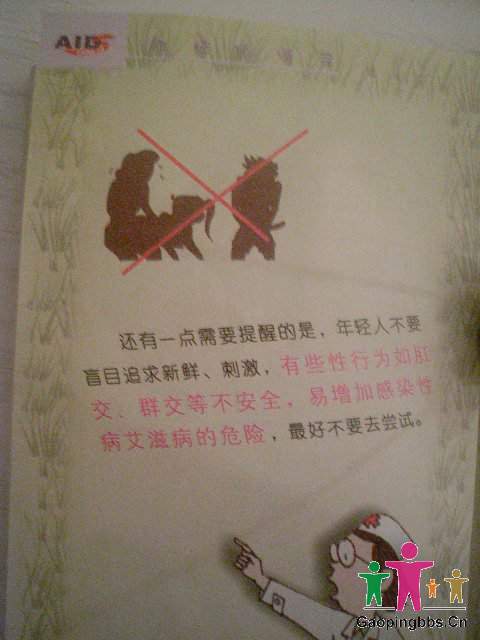 AIDS
还有一点需要提醒的是，年轻人不要
盲目追求新鲜、刺激，有些性行为如肛
交、群交等不安全，易增加感染性
病艾滋病的危险，最好不要去尝试。
Gaopingbbs.Cn